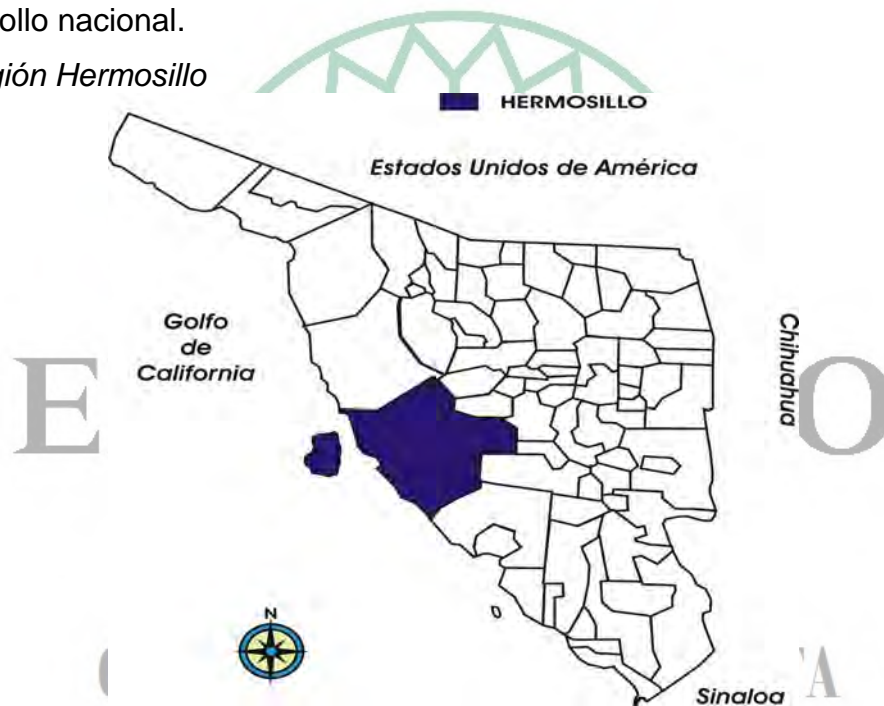 ollo nacional.
gión Hermosillo
HERMOSILLO
Estados Unidos de América
Golfo
de
California
Chihuahua
E
O
N
Sinaloa
A